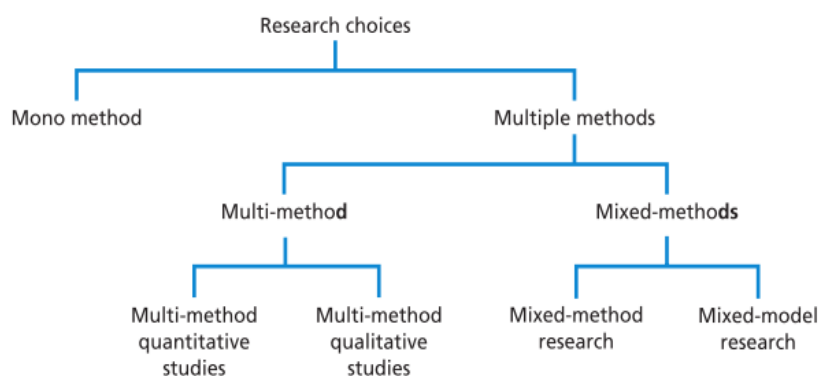 Research choices
Mono method
Multiple methods
Multi-method
Mixed-methods
Multi-method
quantitative
studies
Multi-method
qualitative
studies
Mixed-method
research
Mixed-model
research